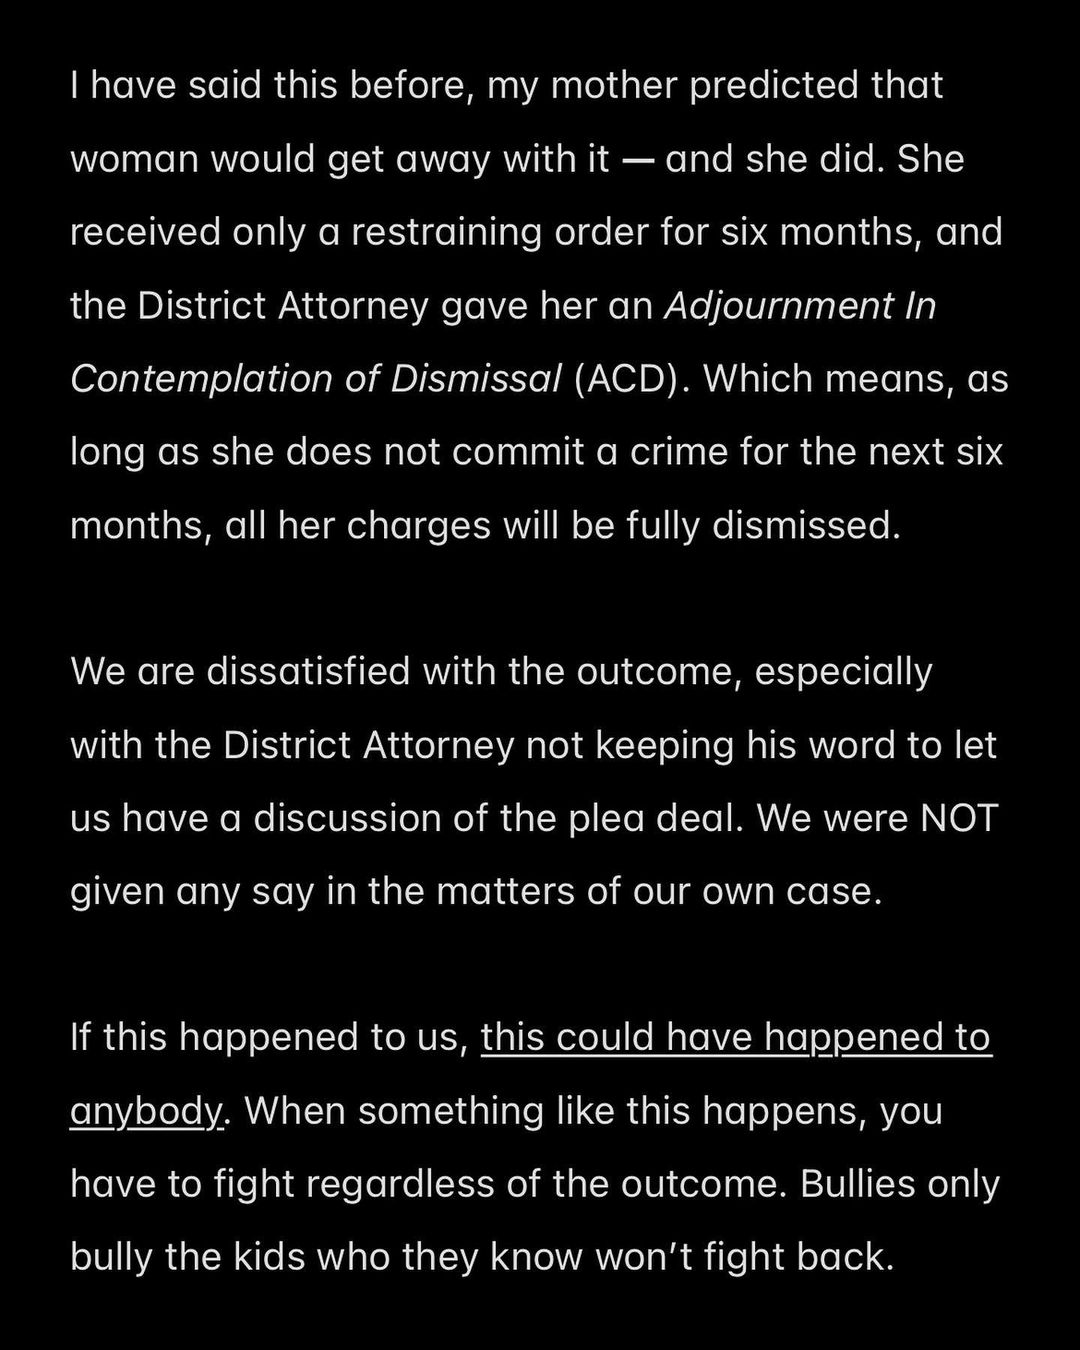 I have said this before, my mother predicted that
woman would get away with it — and she did. She
received only a restraining order for six months, and
the District Attorney gave her an Adjournment In
Contemplation of Dismissal (ACD). Which means, as
long as she does not commit a crime for the next six
months, all her charges will be fully dismissed.
We are dissatisfied with the outcome, especially
with the District Attorney not keeping his word to let
us have a discussion of the plea deal. We were NOT
given any say in the matters of our own case.
If this happened to us, this could have happened to
anybody. When something like this happens, you
have to fight regardless of the outcome. Bullies only
bully the kids who they know won’t fight back.